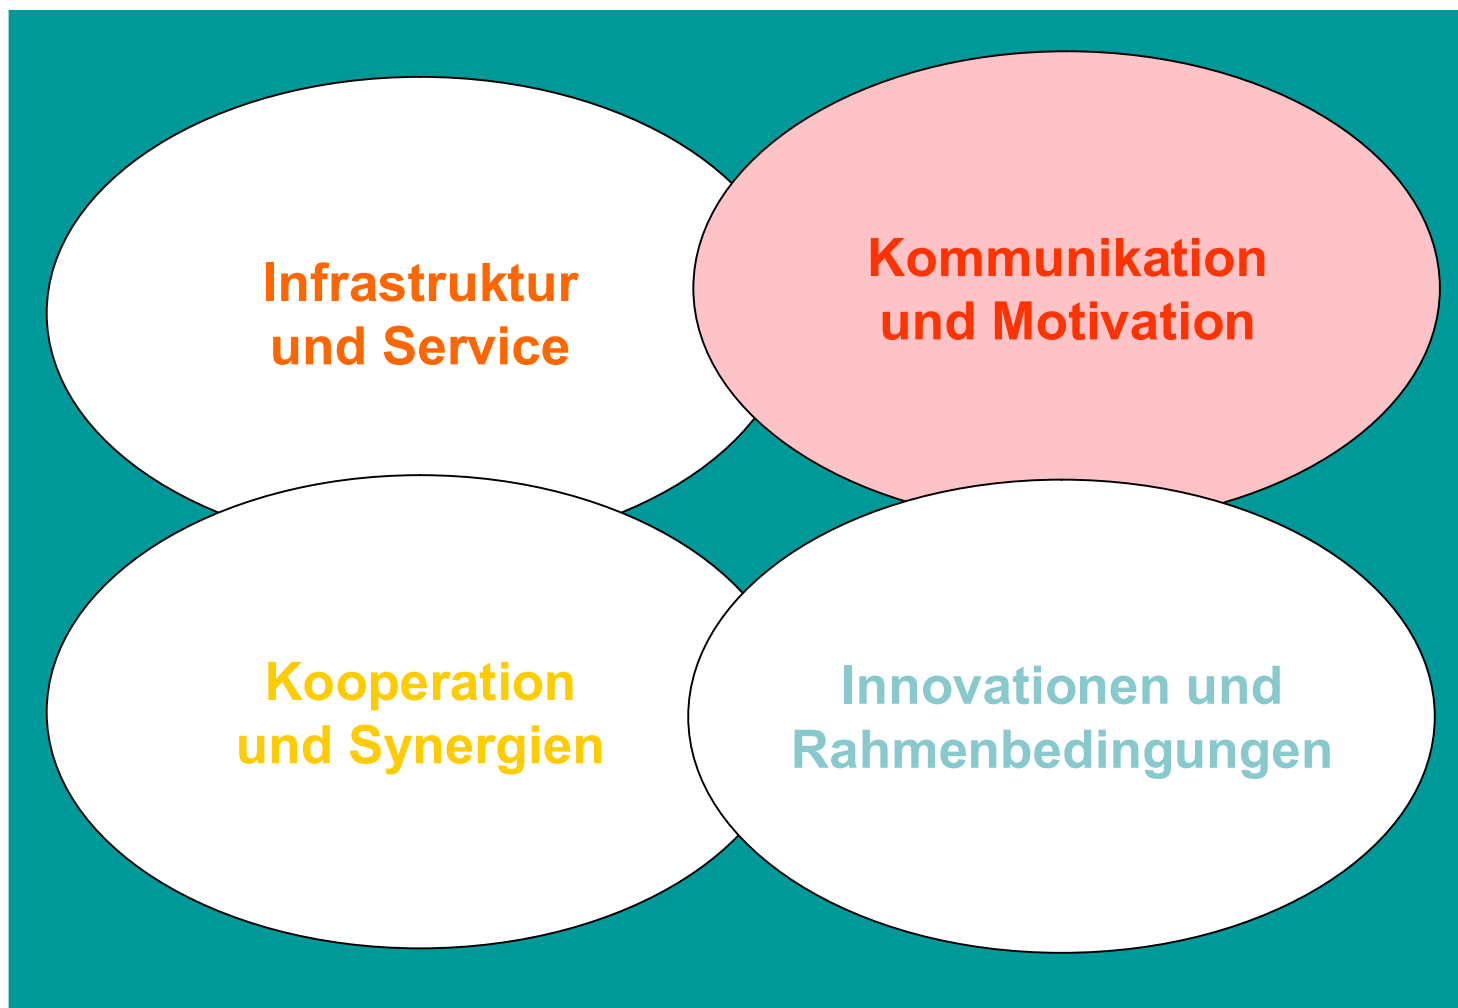 Infrastruktur
und Service
Kommunikation
und Motivation
Kooperation
und Synergien
Innovationen und
Rahmenbedingungen